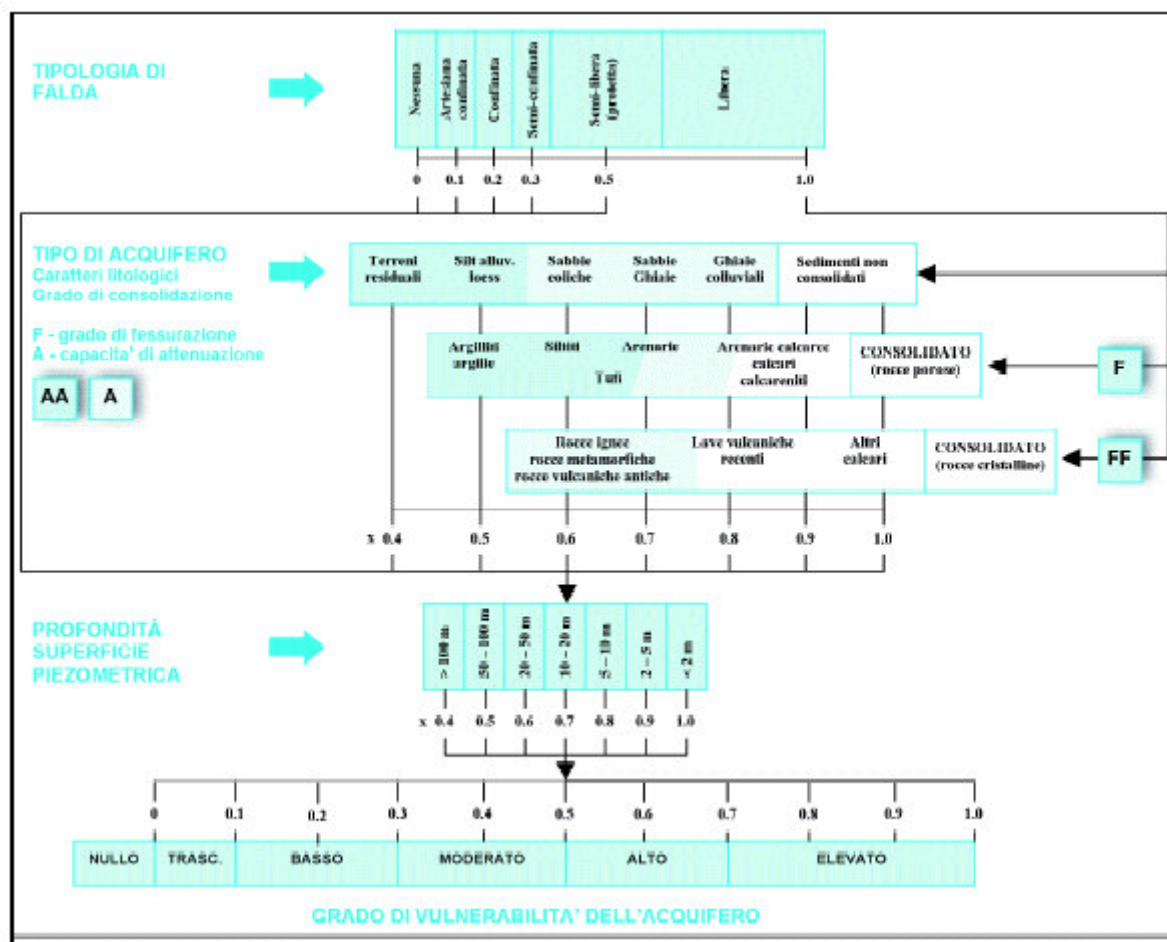 TIPOLOGIA DI
FALDA
Nessuna
Artesiana
confinata
Confinata
Semi-confinata
Semi-libera
(protetta)
Libera
0 0.1 0.2 0.3 0.5 1.0
TIPO DI ACQUIFERO
Caratteri litologici
Grado di consolidazione
F - grado di fessurazione
A - capacita' di attenuazione
AA A
Terreni
residuali
Silt alluv.
loess
Sabbie
eoliche
Sabbie
Ghiaie
Ghiaie
colluviali
Sedimenti non
consolidati
Argilliti
argille
Siltiti
Tufi
Arenarie
Arenarie calcaree
calcari
calcareniti
CONSOLIDATO
(rocce porose)
F
Rocce ignee
rocce metamorfiche
rocce vulcaniche antiche
Lave vulcaniche
recenti
Altri
calcari
CONSOLIDATO
(rocce cristalline)
FF
x 0.4 0.5 0.6 0.7 0.8 0.9 1.0
PROFONDITÀ
SUPERFICIE
PIEZOMETRICA
> 100 m
50 – 100 m
20 – 50 m
10 – 20 m
5 – 10 m
2 – 5 m
< 2 m
x 0.4 0.5 0.6 0.7 0.8 0.9 1.0
0 0.1 0.2 0.3 0.4 0.5 0.6 0.7 0.8 0.9 1.0
NULLO TRASC. BASSO MODERATO ALTO ELEVATO
GRADO DI VULNERABILITA' DELL'ACQUIFERO